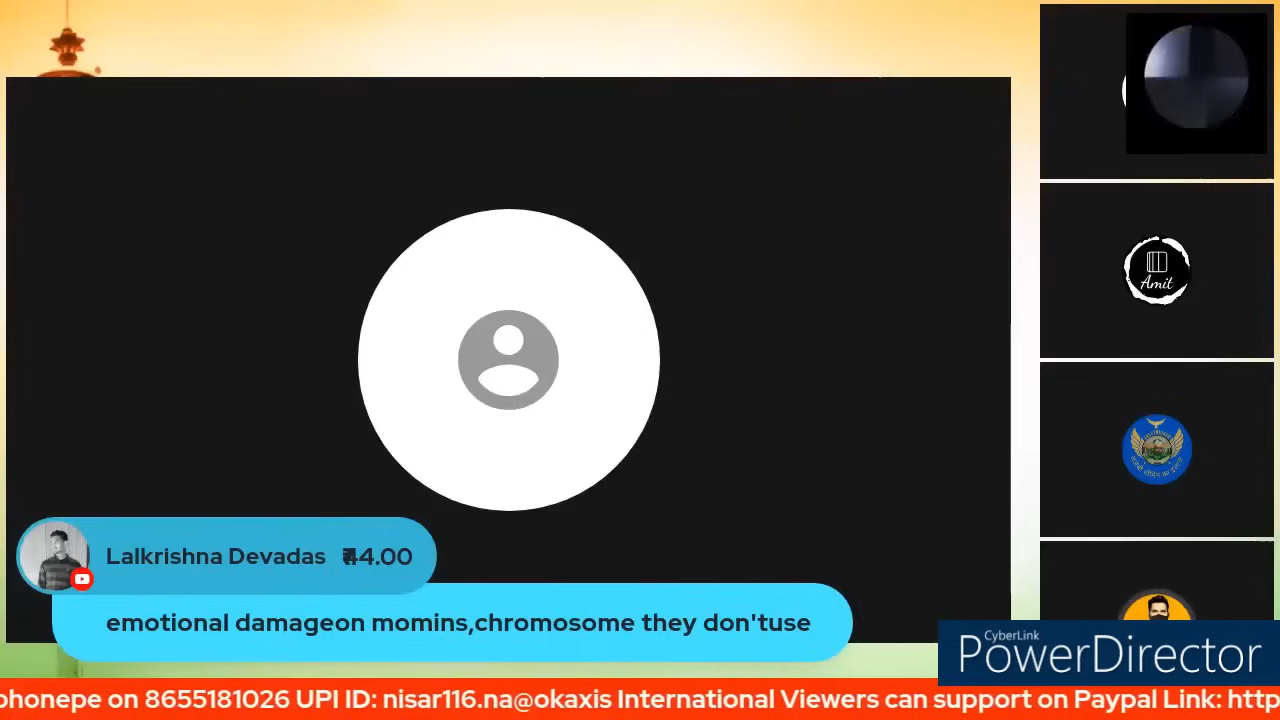 Amit
Lalkrishna Devadas ₹44.00
emotional damageon momins,chromosome they don'tuse
CyberLink
PowerDirector
phonepe on 8655181026 UPI ID: nisar116.na@okaxis International Viewers can support on Paypal Link: http